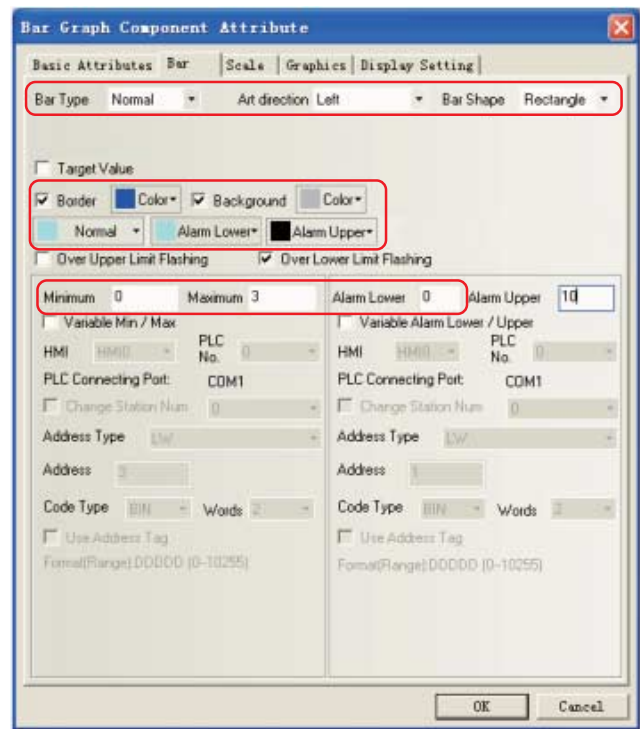 Bar Graph Component Attribute
Basic Attributes Bar Scale Graphics Display Setting
Bar Type Normal Art direction Left Bar Shape Rectangle
Target Value
Border Color Background Color
Normal Alarm Lower Alarm Upper
Over Upper Limit Flashing Over Lower Limit Flashing
Minimum 0 Maximum 3 Alarm Lower 0 Alarm Upper 10
Variable Min / Max Variable Alarm Lower / Upper
HMI HMI0 PLC No. 0 HMI HMI0 PLC No. 0
PLC Connecting Port: COM1 PLC Connecting Port: COM1
Change Station Num 0 Change Station Num 0
Address Type LW Address Type LW
Address 3 Address 1
Code Type BIN Words 2 Code Type BIN Words 2
Use Address Tag Use Address Tag
Format(Range):DDDDD (0~10255) Format(Range):DDDDD (0~10255)
OK Cancel